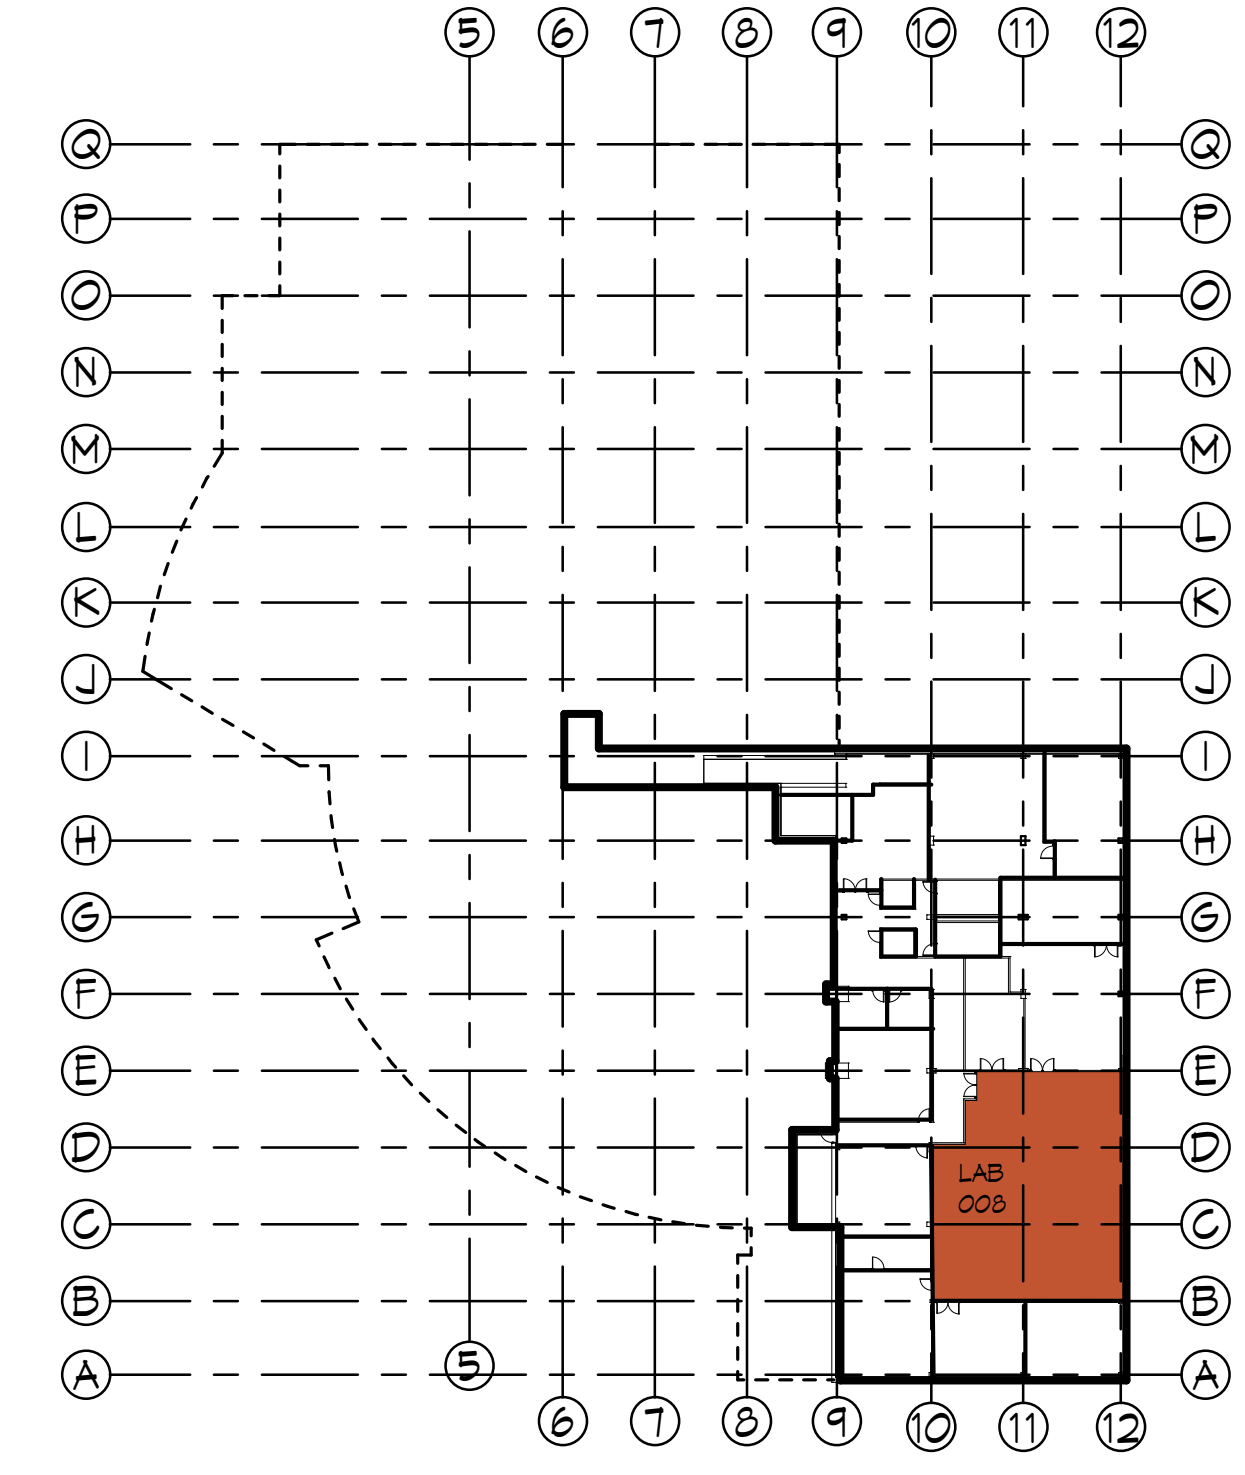 5 6 7 8 9 10 11 12
Q Q
P P
O O
N N
M M
L L
K K
J J
I I
H H
G G
F F
E E
D D
LAB
008
C C
B B
5
A A
6 7 8 9 10 11 12